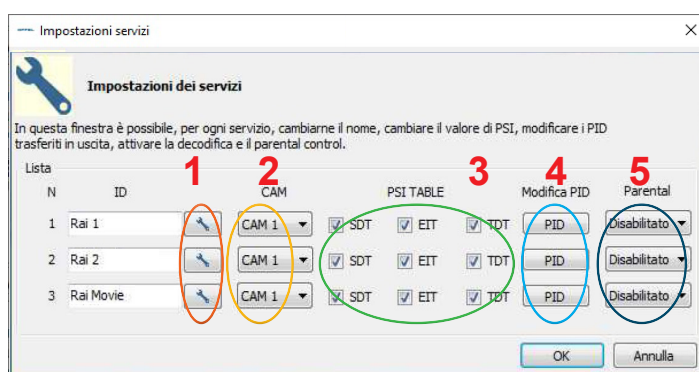 Impostazioni servizi
Impostazioni dei servizi
In questa finestra è possibile, per ogni servizio, cambiarne il nome, cambiare il valore di PSI, modificare i PID
trasferiti in uscita, attivare la decodifica e il parental control.
Lista 1 2 3 4 5
N ID CAM PSI TABLE Modifica PID Parental
1 Rai 1 CAM 1 SDT EIT TDT PID Disabilitato
2 Rai 2 CAM 1 SDT EIT TDT PID Disabilitato
3 Rai Movie CAM 1 SDT EIT TDT PID Disabilitato
OK Annulla